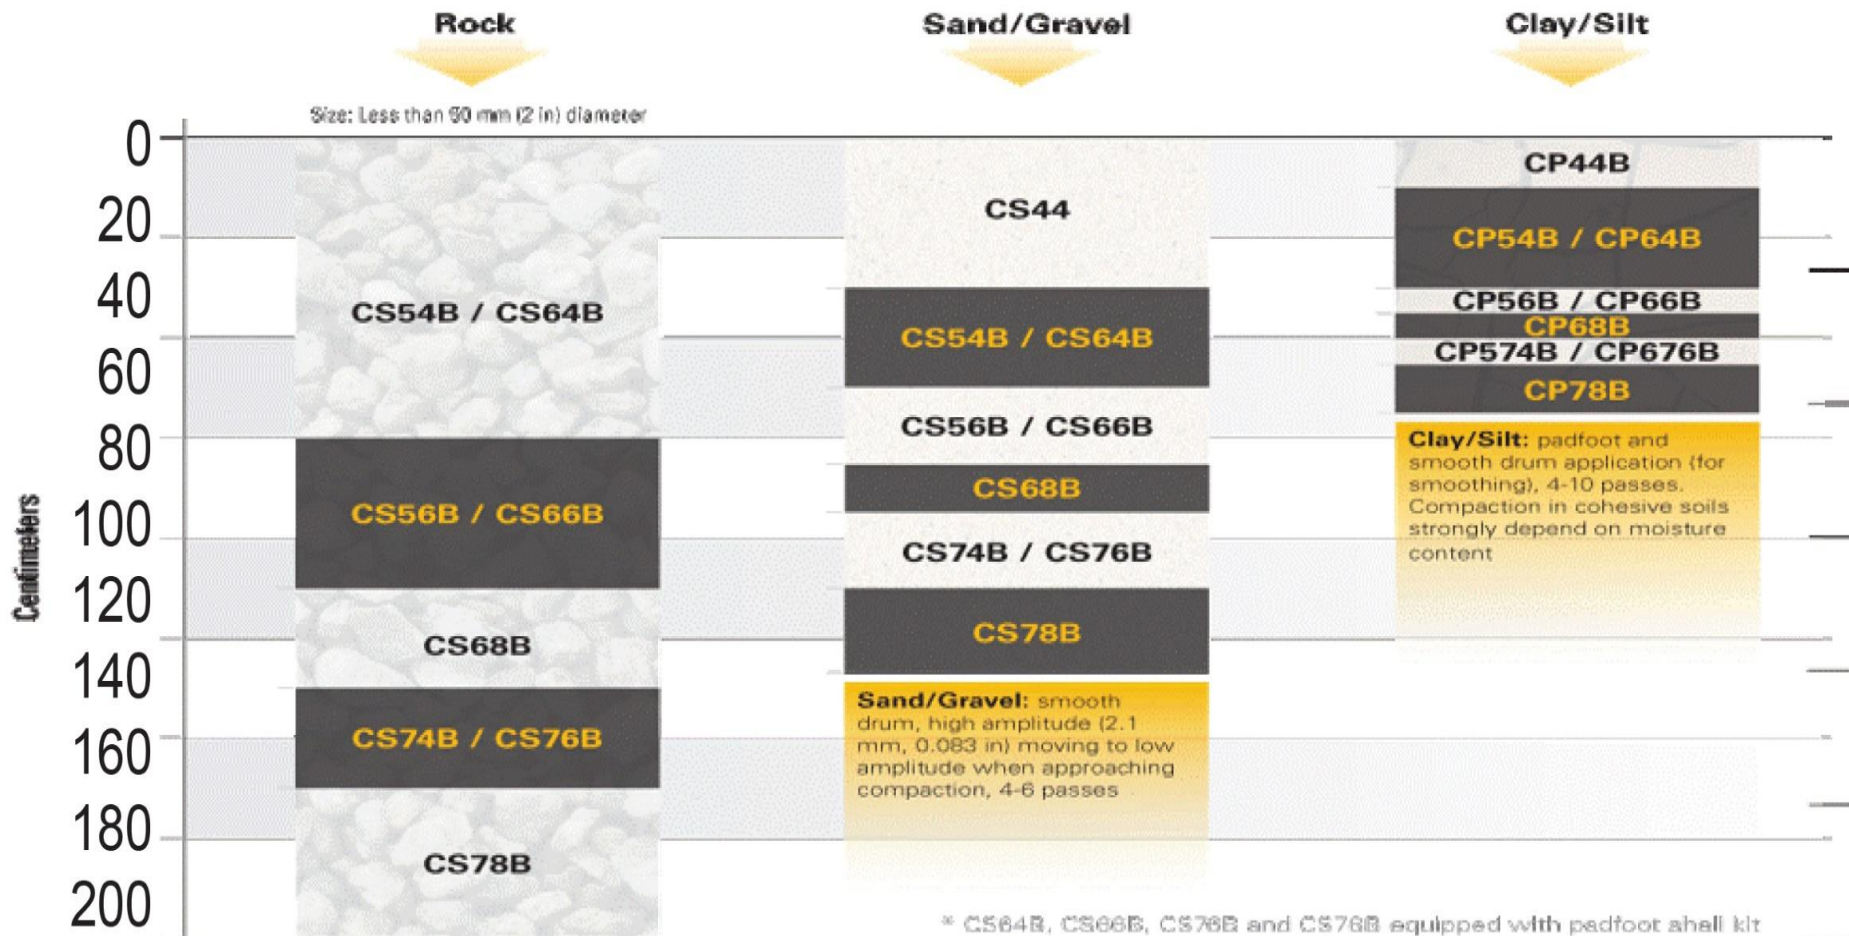 Rock
Sand/Gravel
Clay/Silt
Size: Less than 50 mm (2 in) diameter
Centimeters
0
20
40
60
80
100
120
140
160
180
200
CS54B / CS64B
CS56B / CS66B
CS68B
CS74B / CS76B
CS78B
CS44
CS54B / CS64B
CS56B / CS66B
CS68B
CS74B / CS76B
CS78B
Sand/Gravel: smooth
drum, high amplitude (2.1
mm, 0.083 in) moving to low
amplitude when approaching
compaction, 4-6 passes
CP44B
CP54B / CP64B
CP56B / CP66B
CP68B
CP574B / CP676B
CP78B
Clay/Silt: padfoot and
smooth drum application (for
smoothing), 4-10 passes.
Compaction in cohesive soils
strongly depend on moisture
content
* CS64B, CS66B, CS76B and CS78B equipped with padfoot shell kit